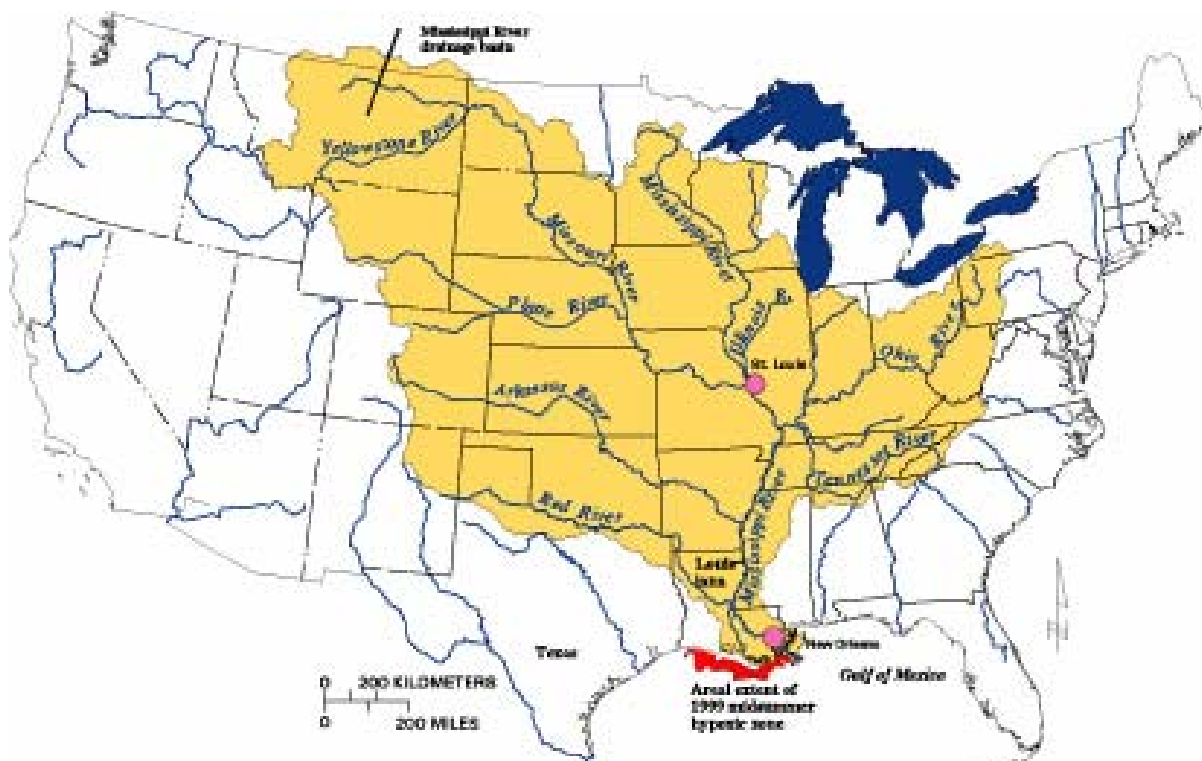 Mississippi River
drainage basin
Yellowstone River
Missouri River
Mississippi River
Platte River
Illinois R.
Ohio River
St. Louis
Arkansas River
Tennessee River
Red River
Mississippi River
Louis-
iana
New Orleans
Texas
Gulf of Mexico
0 200 KILOMETERS
0 200 MILES
Areal extent of
1999 midsummer
hypoxic zone